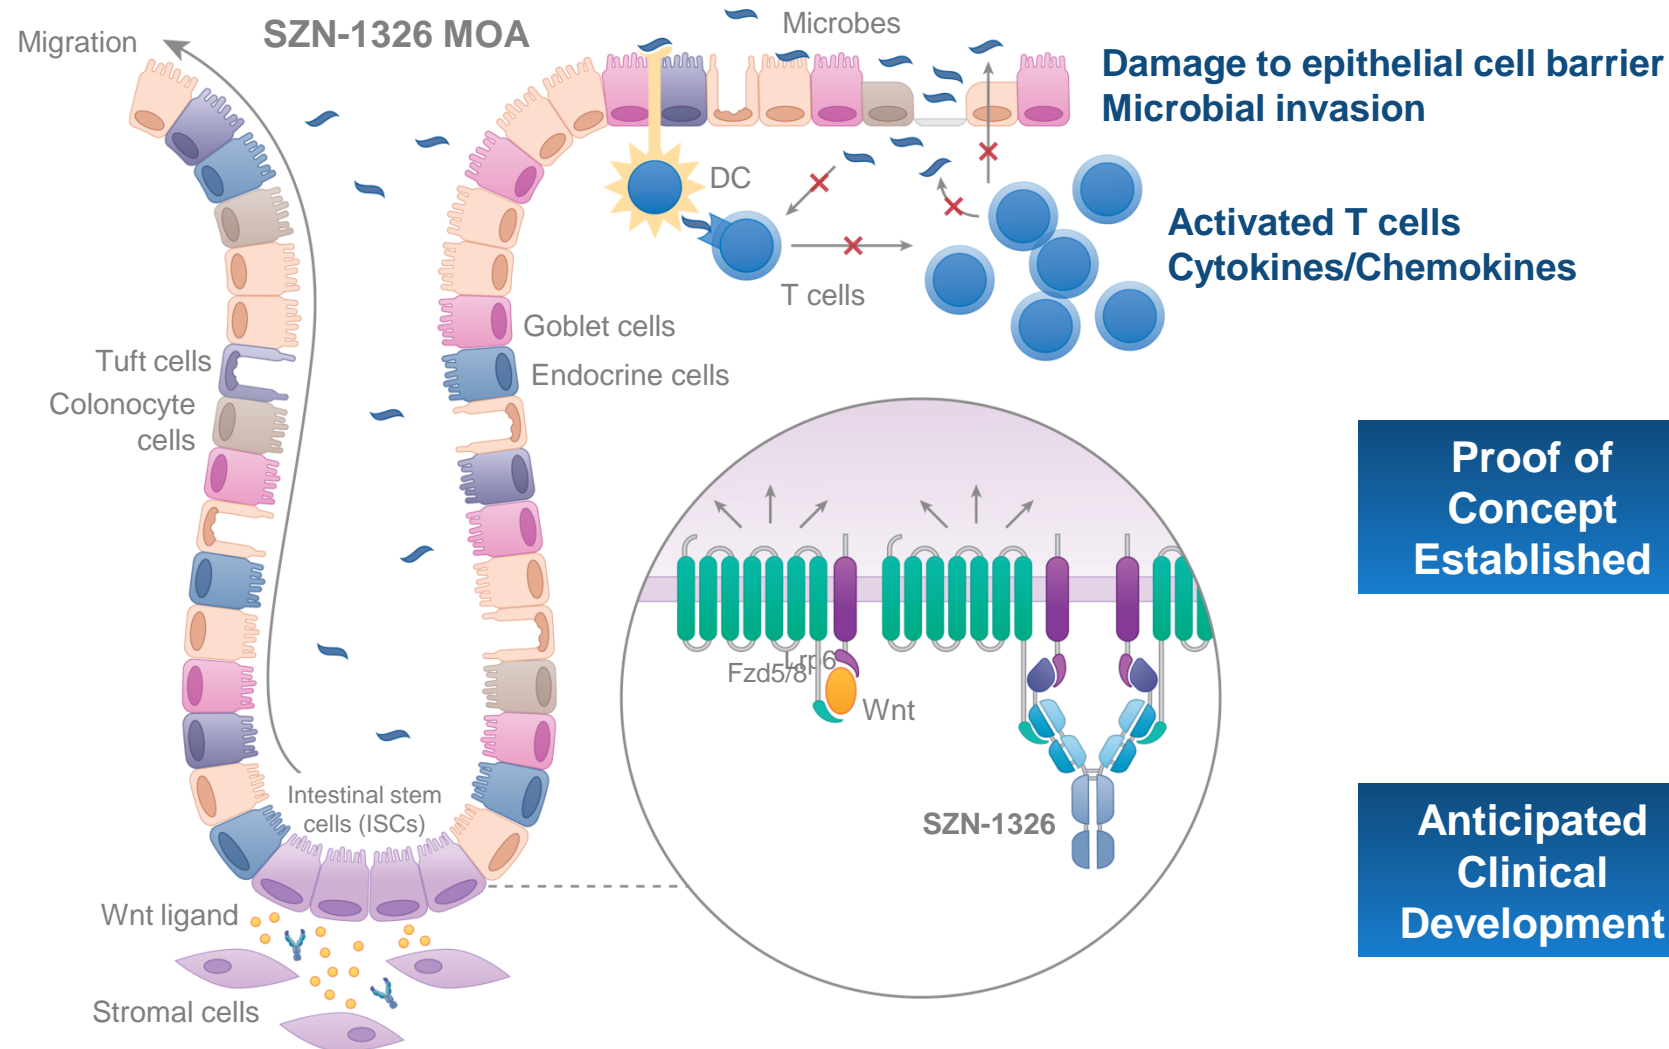 SZN-1326 MOA
Migration
Microbes
Damage to epithelial cell barrier
Microbial invasion
DC
Activated T cells
Cytokines/Chemokines
T cells
Goblet cells
Tuft cells
Endocrine cells
Colonocyte
cells
Proof of
Concept
Established
Lrp6
Fzd5/8
Wnt
Intestinal stem
cells (ISCs)
SZN-1326
Anticipated
Clinical
Development
Wnt ligand
Stromal cells